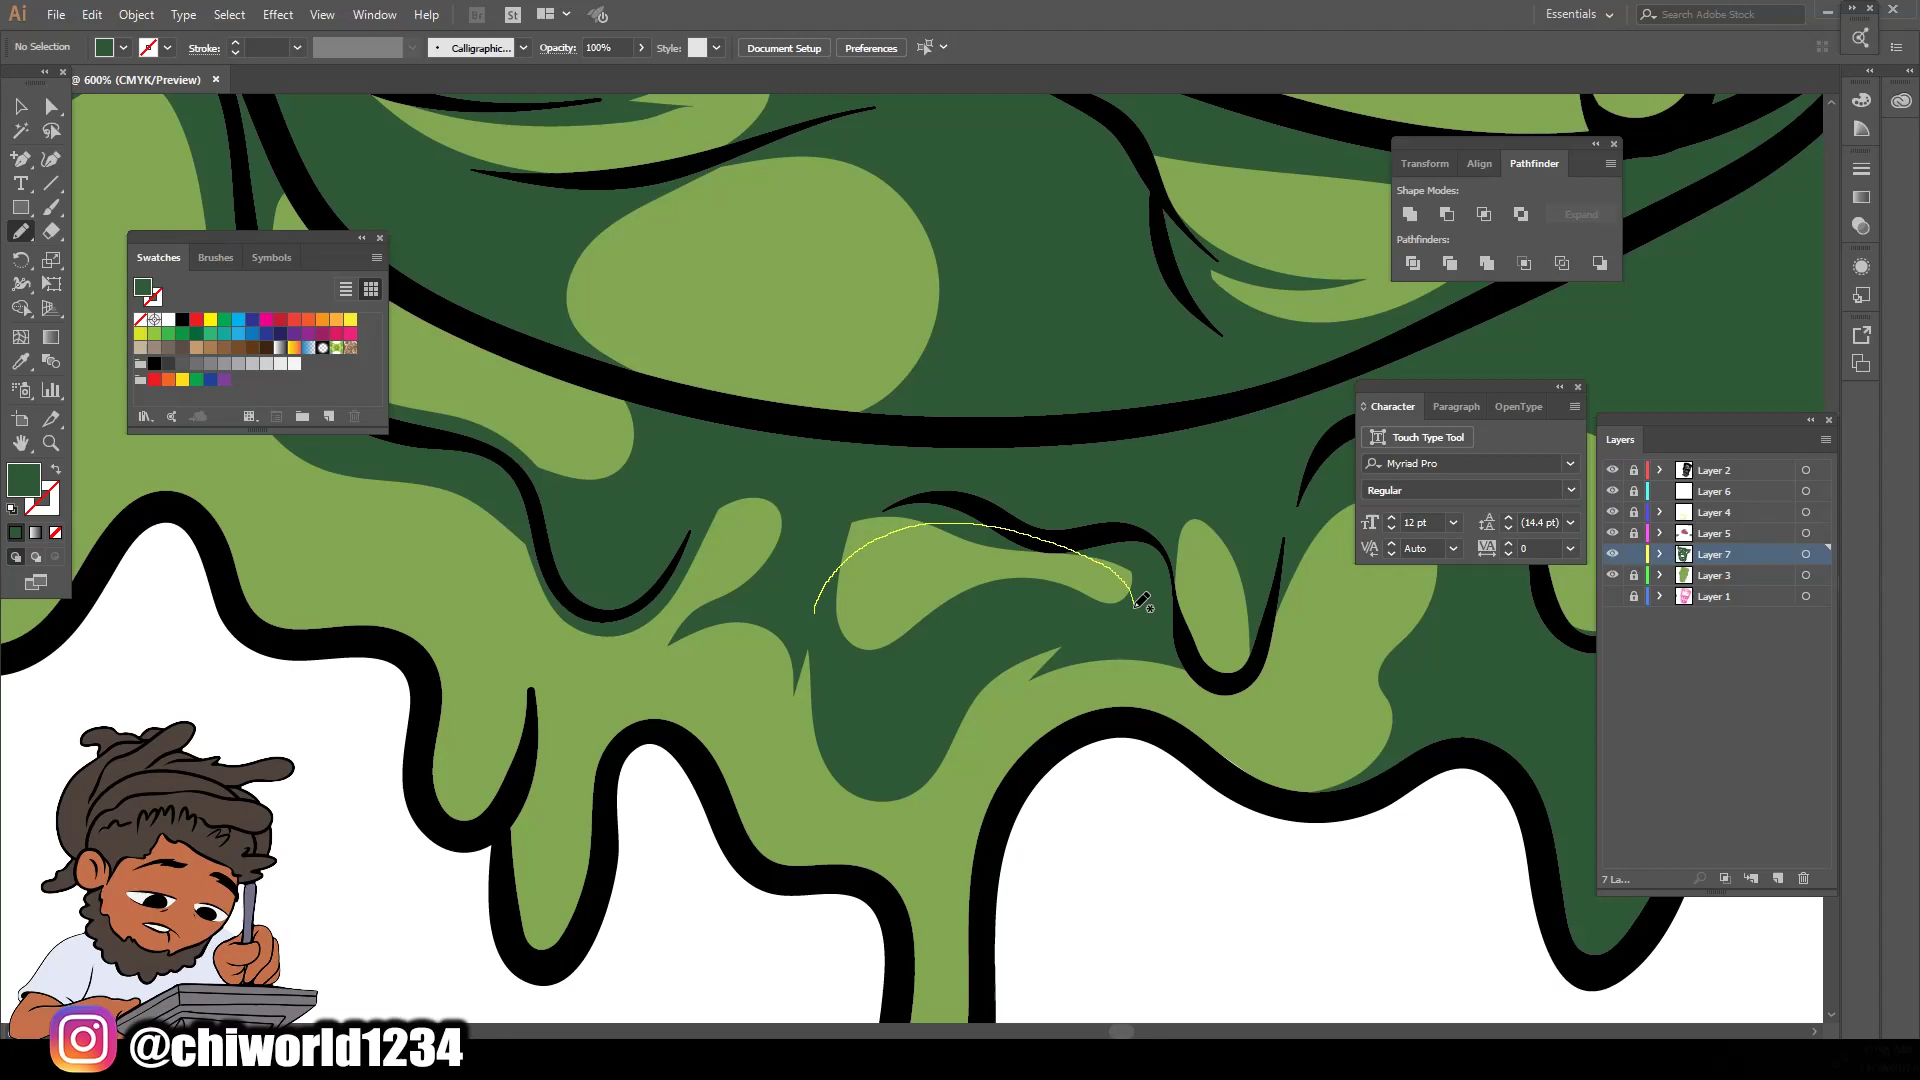 Ai File Edit Object Type Select Effect View Window Help Br St Essentials Search Adobe Stock
No Selection Stroke: Calligraphic... Opacity: 100% Style: Document Setup Preferences
@ 600% (CMYK/Preview)
Transform Align Pathfinder
Shape Modes:
Expand
Pathfinders:
Swatches Brushes Symbols
Character Paragraph OpenType
Touch Type Tool
Myriad Pro
Regular
12 pt (14.4 pt)
Auto 0
Layers
Layer 2
Layer 6
Layer 4
Layer 5
Layer 7
Layer 3
Layer 1
7 La...
@chiworld1234